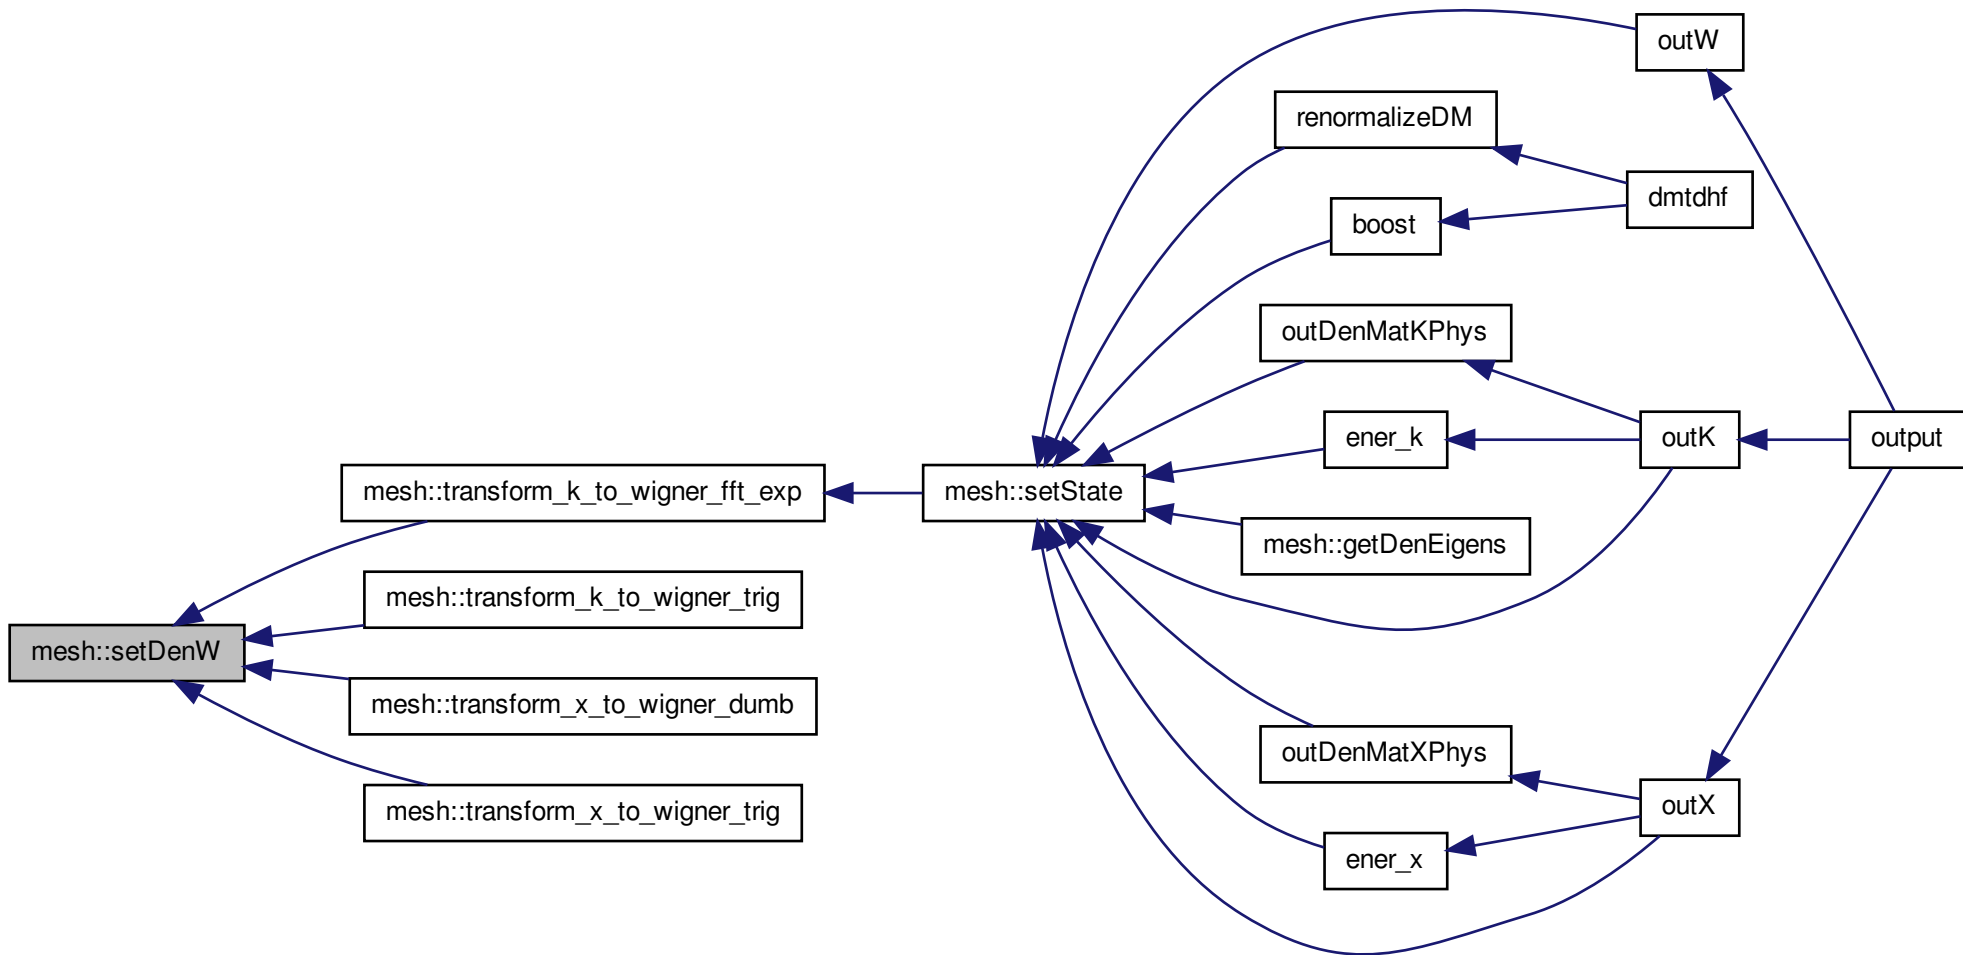 outW
renormalizeDM
dmtdhf
boost
outDenMatKPhys
ener_k
outK
output
mesh::transform_k_to_wigner_fft_exp
mesh::setState
mesh::getDenEigens
mesh::transform_k_to_wigner_trig
mesh::setDenW
mesh::transform_x_to_wigner_dumb
outDenMatXPhys
mesh::transform_x_to_wigner_trig
outX
ener_x